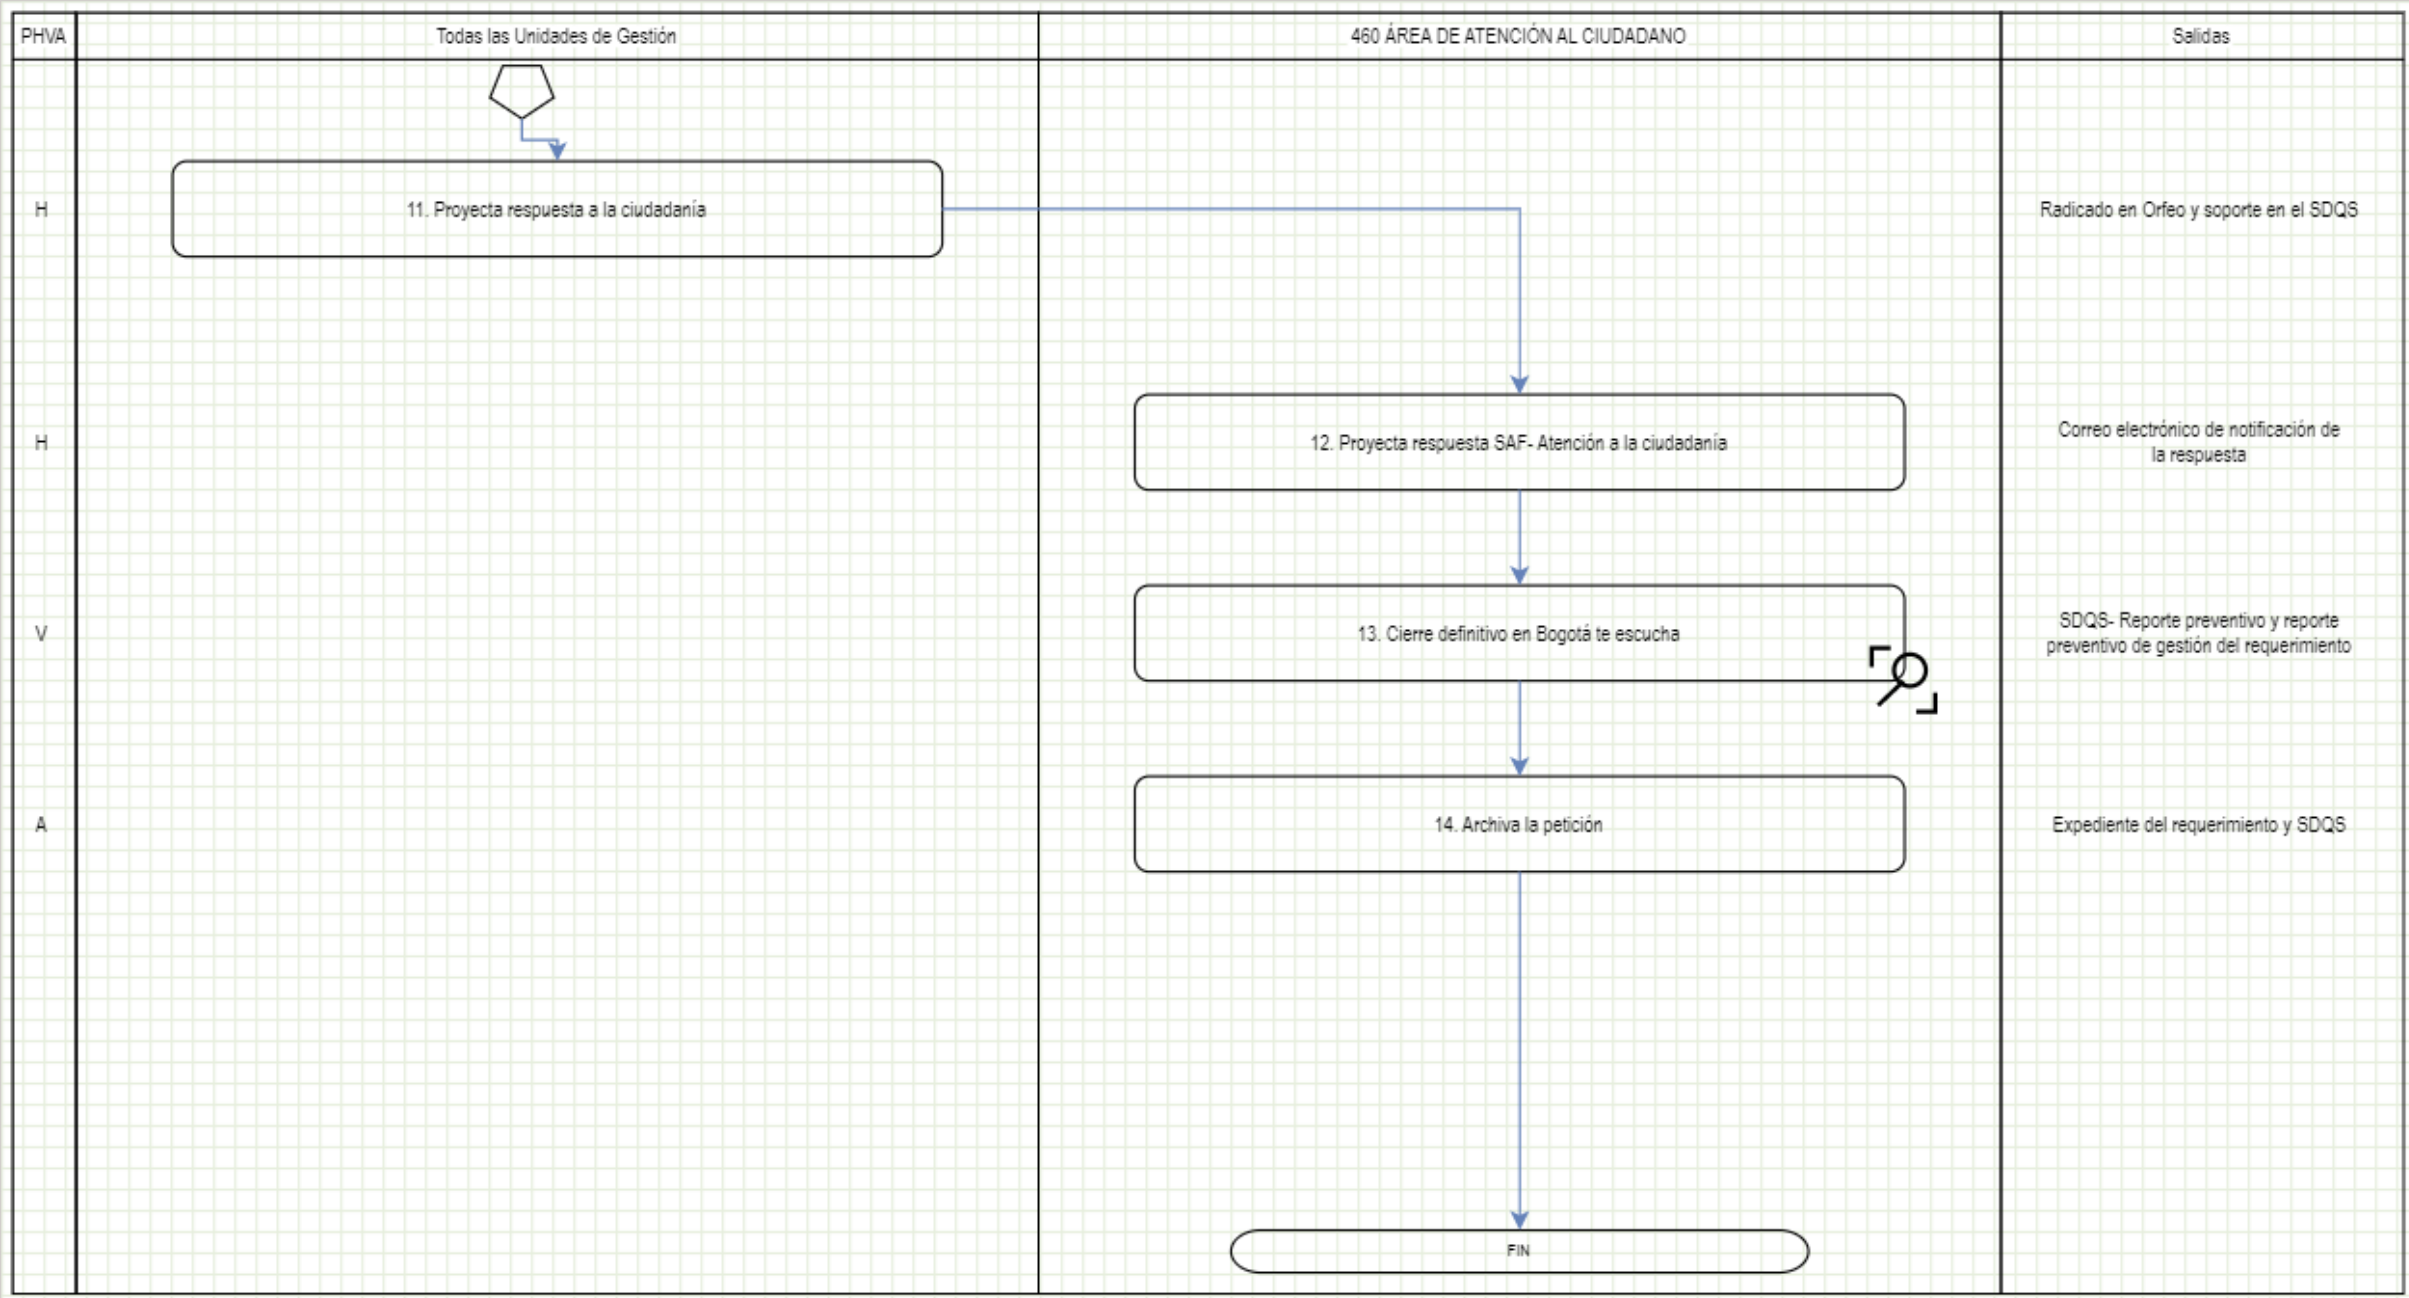 PHVA
Todas las Unidades de Gestión
460 ÁREA DE ATENCIÓN AL CIUDADANO
Salidas
H
11. Proyecta respuesta a la ciudadanía
Radicado en Orfeo y soporte en el SDQS
H
12. Proyecta respuesta SAF- Atención a la ciudadanía
Correo electrónico de notificación de
la respuesta
V
13. Cierre definitivo en Bogotá te escucha
SDQS- Reporte preventivo y reporte
preventivo de gestión del requerimiento
A
14. Archiva la petición
Expediente del requerimiento y SDQS
FIN